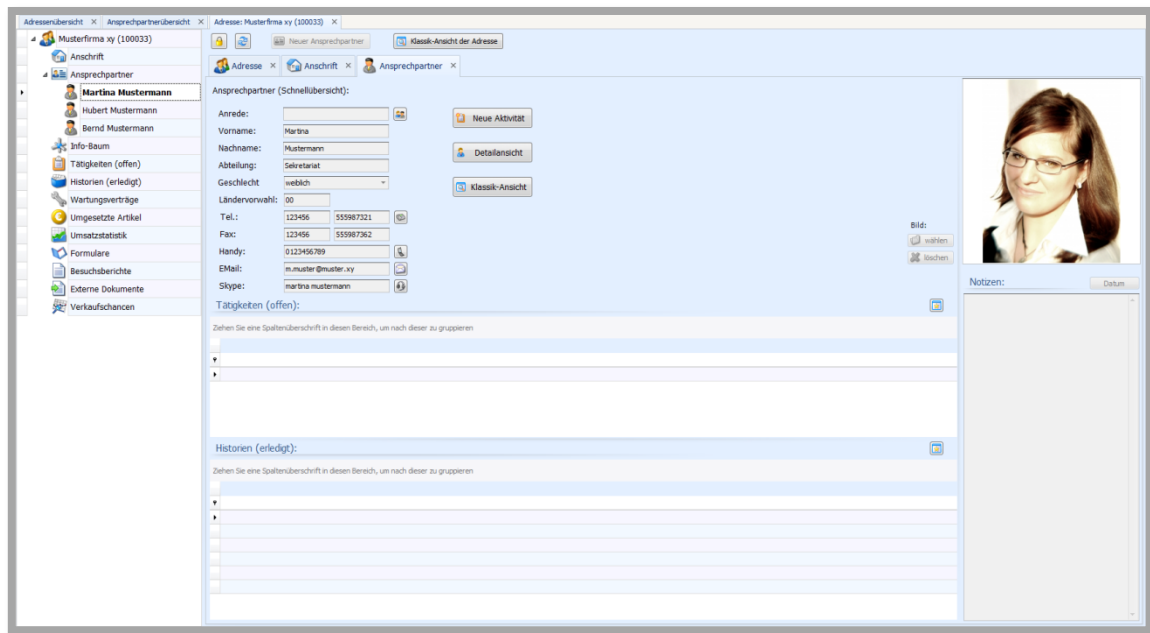 Adressenübersicht × Ansprechpartnerübersicht × Adresse: Musterfirma xy (100033) ×
Musterfirma xy (100033)
Anschrift
Ansprechpartner
Martina Mustermann
Hubert Mustermann
Bernd Mustermann
Info-Baum
Tätigkeiten (offen)
Historien (erledigt)
Wartungsverträge
Umgesetzte Artikel
Umsatzstatistik
Formulare
Besuchsberichte
Externe Dokumente
Verkaufschancen
Neuer Ansprechpartner Klassik-Ansicht der Adresse
Adresse × Anschrift × Ansprechpartner ×
Ansprechpartner (Schnellübersicht):
Anrede:
Vorname: Martina
Nachname: Mustermann
Abteilung: Sekretariat
Geschlecht weiblich
Ländervorwahl: 00
Tel.: 123456 555987321
Fax: 123456 555987362
Handy: 0123456789
EMail: m.muster@muster.xy
Skype: martina mustermann
Neue Aktivität
Detailansicht
Klassik-Ansicht
Bild:
wählen
löschen
Tätigkeiten (offen):
Ziehen Sie eine Spaltenüberschrift in diesen Bereich, um nach dieser zu gruppieren
Historien (erledigt):
Ziehen Sie eine Spaltenüberschrift in diesen Bereich, um nach dieser zu gruppieren
Notizen: Datum